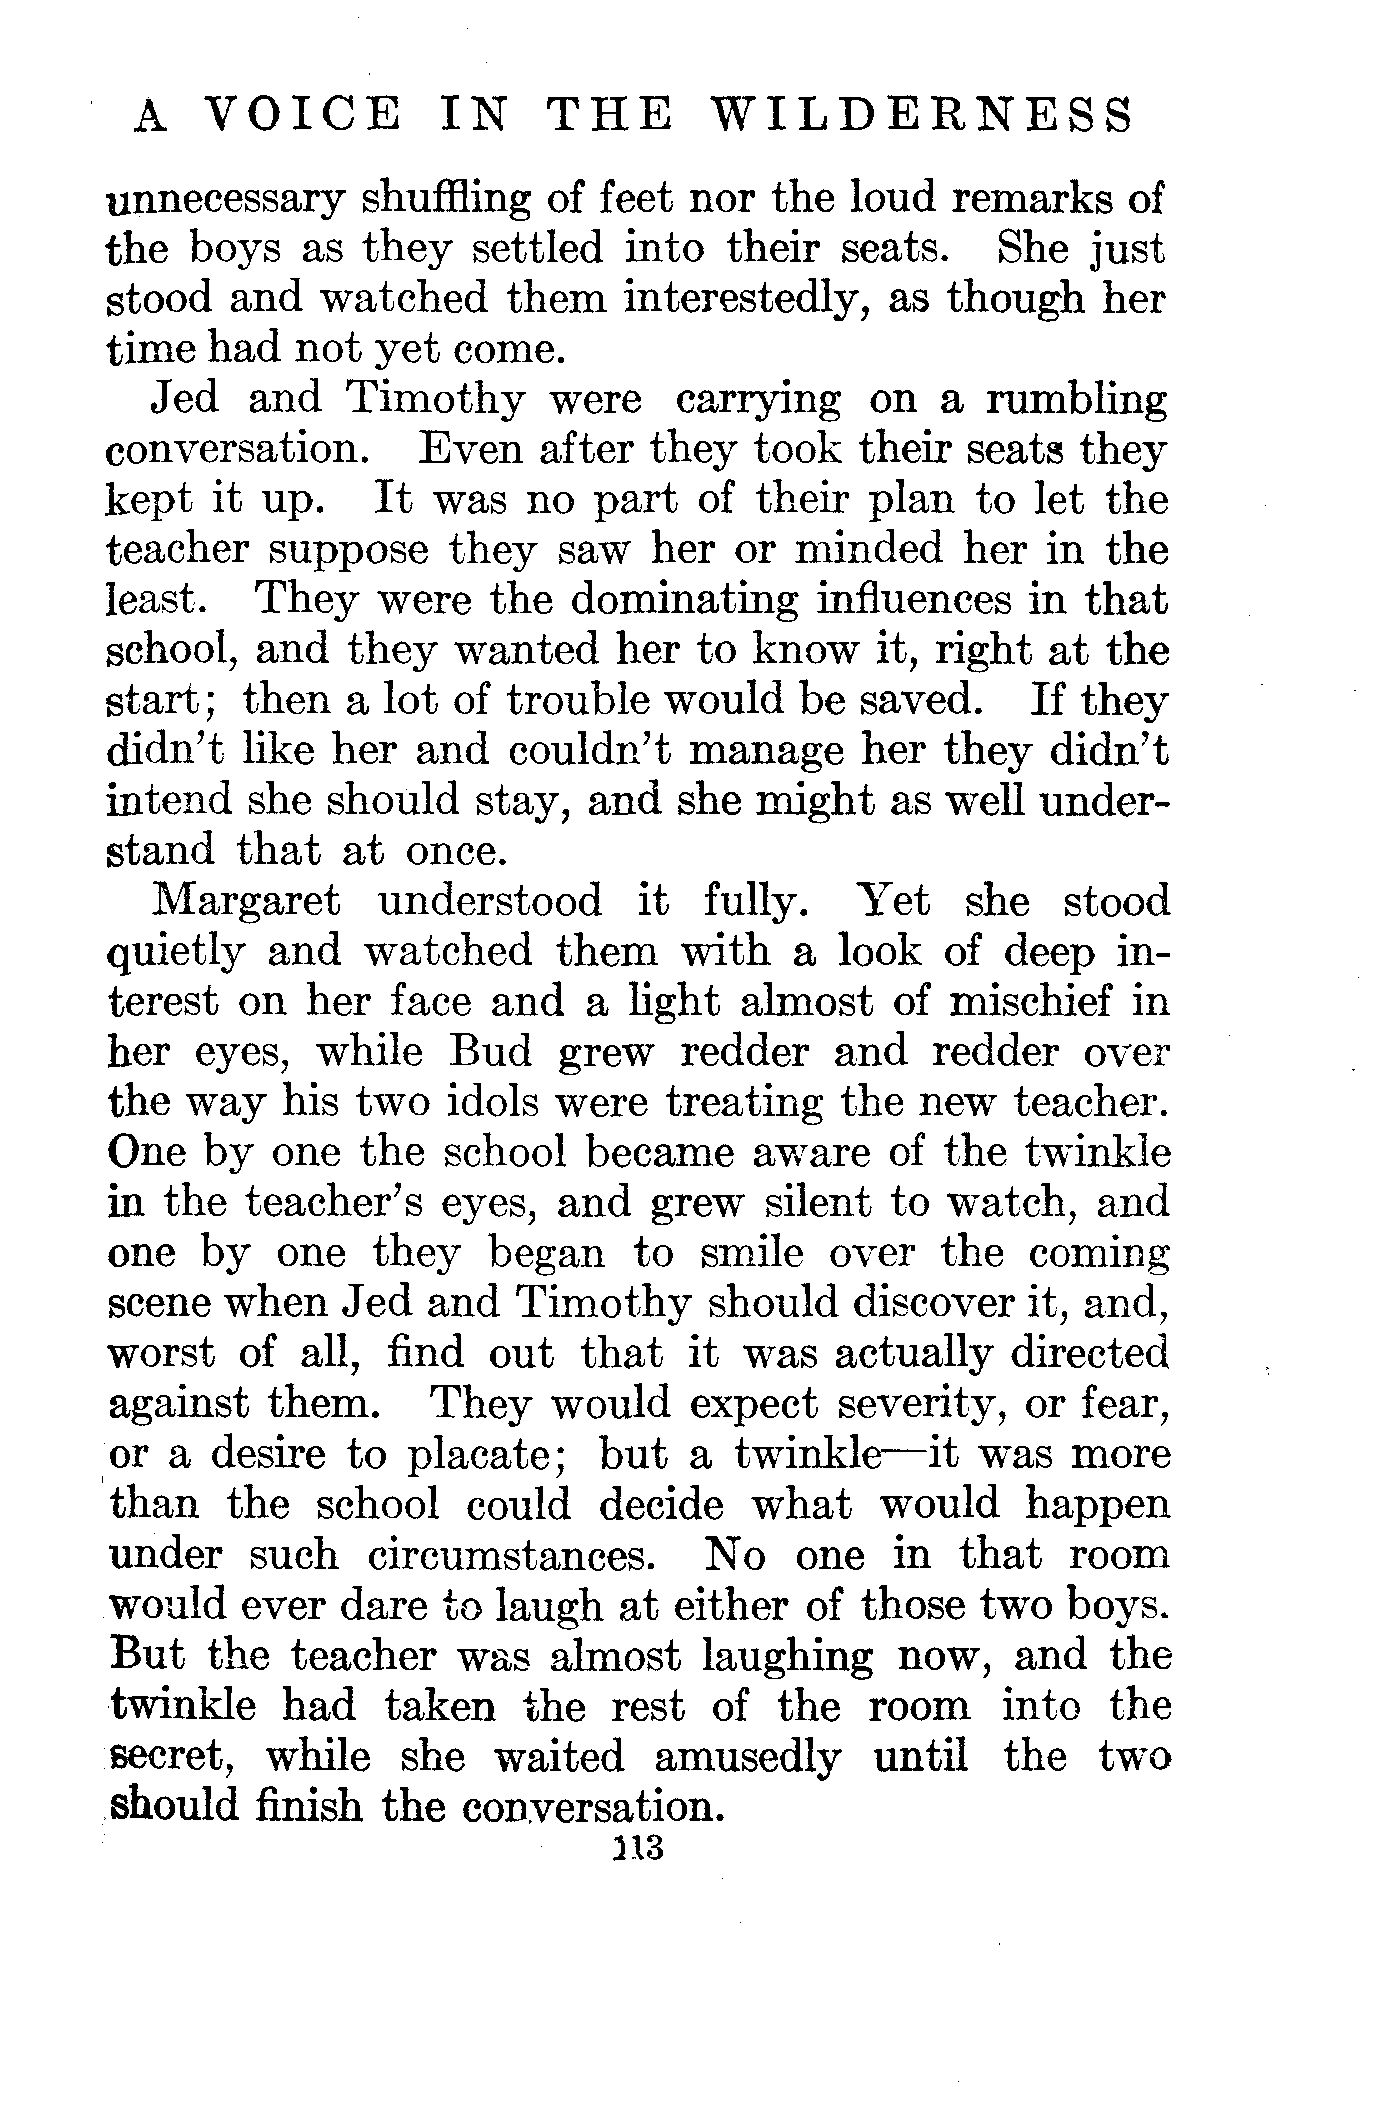 A VOICE IN THE WILDERNESS
unnecessary shuffling of feet nor the loud remarks of
the boys as they settled into their seats. She just
stood and watched them interestedly, as though her
time had not yet come.
Jed and Timothy were carrying on a rumbling
conversation. Even after they took their seats they
kept it up. It was no part of their plan to let the
teacher suppose they saw her or minded her in the
least. They were the dominating influences in that
school, and they wanted her to know it, right at the
start; then a lot of trouble would be saved. If they
didn't like her and couldn't manage her they didn't
intend she should stay, and she might as well under-
stand that at once.
Margaret understood it fully. Yet she stood
quietly and watched them with a look of deep in-
terest on her face and a light almost of mischief in
her eyes, while Bud grew redder and redder over
the way his two idols were treating the new teacher.
One by one the school became aware of the twinkle
in the teacher's eyes, and grew silent to watch, and
one by one they began to smile over the coming
scene when Jed and Timothy should discover it, and,
worst of all, find out that it was actually directed
against them. They would expect severity, or fear,
or a desire to placate; but a twinkle—it was more
than the school could decide what would happen
under such circumstances. No one in that room
would ever dare to laugh at either of those two boys.
But the teacher was almost laughing now, and the
twinkle had taken the rest of the room into the
secret, while she waited amusedly until the two
should finish the conversation.
113